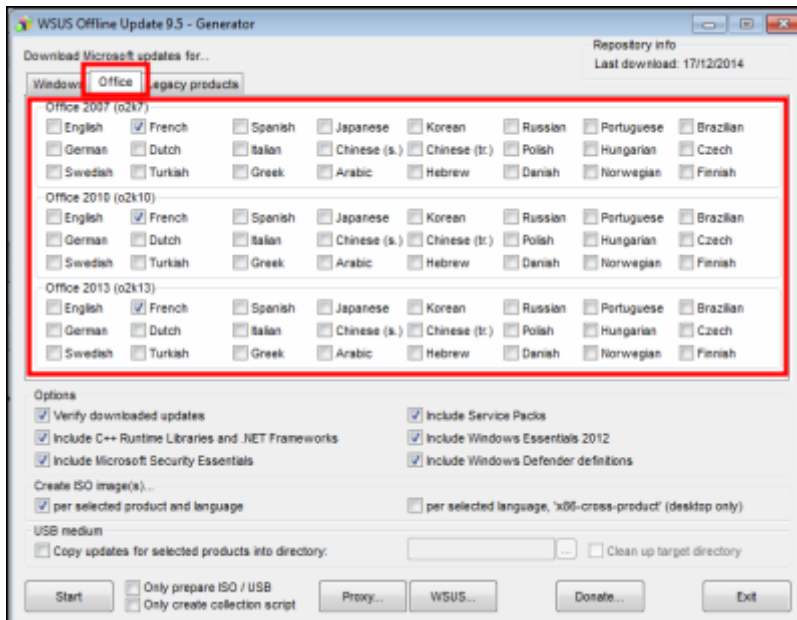 WSUS Offline Update 9.5 - Generator
Download Microsoft updates for...
Repository info
Last download: 17/12/2014
Windows Office Legacy products
Office 2007 (o2k7)
English French Spanish Japanese Korean Russian Portuguese Brazilian
German Dutch Italian Chinese (s.) Chinese (tr.) Polish Hungarian Czech
Swedish Turkish Greek Arabic Hebrew Danish Norwegian Finnish
Office 2010 (o2k10)
English French Spanish Japanese Korean Russian Portuguese Brazilian
German Dutch Italian Chinese (s.) Chinese (tr.) Polish Hungarian Czech
Swedish Turkish Greek Arabic Hebrew Danish Norwegian Finnish
Office 2013 (o2k13)
English French Spanish Japanese Korean Russian Portuguese Brazilian
German Dutch Italian Chinese (s.) Chinese (tr.) Polish Hungarian Czech
Swedish Turkish Greek Arabic Hebrew Danish Norwegian Finnish
Options
Verify downloaded updates Include Service Packs
Include C++ Runtime Libraries and .NET Frameworks Include Windows Essentials 2012
Include Microsoft Security Essentials Include Windows Defender definitions
Create ISO image(s)...
per selected product and language per selected language, 'x86-cross-product' (desktop only)
USB medium
Copy updates for selected products into directory: ... Clean up target directory
Start Only prepare ISO / USB Proxy... WSUS... Donate... Exit
Only create collection script